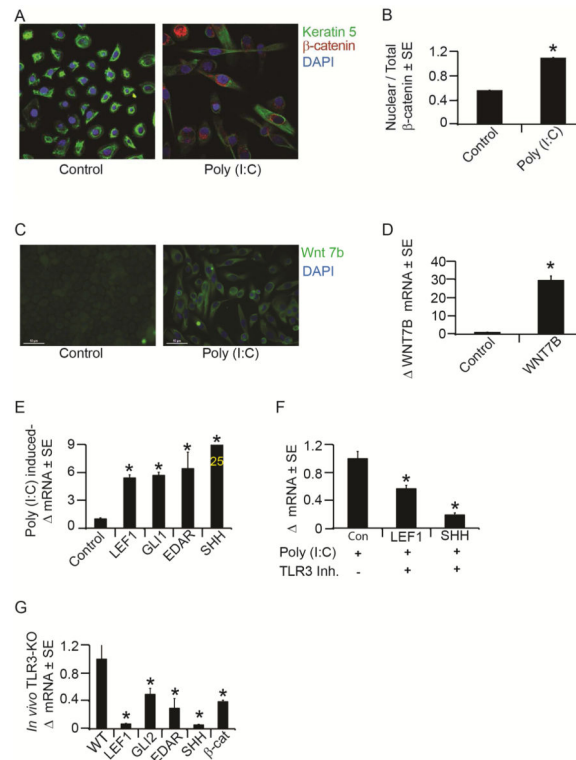 A
Keratin 5
β-catenin
DAPI
Control
Poly (I:C)
B
Nuclear / Total
β-catenin ± SE
1.2
0.8
0.4
0
*
Control
Poly (I:C)
C
Wnt 7b
DAPI
Control
Poly (I:C)
D
Δ WNT7B mRNA ± SE
40
30
20
10
0
*
Control
WNT7B
E
Poly (I:C) induced-
Δ mRNA ± SE
9
6
3
0
* * * *
25
Control
LEF1
GLI1
EDAR
SHH
F
Δ mRNA ± SE
1.2
0.8
0.4
0
* *
Con LEF1 SHH
Poly (I:C) + + +
TLR3 Inh. - + +
G
In vivo TLR3-KO
Δ mRNA ± SE
1.2
0.8
0.4
0
* * * * *
WT
LEF1
GLI2
EDAR
SHH
β-cat